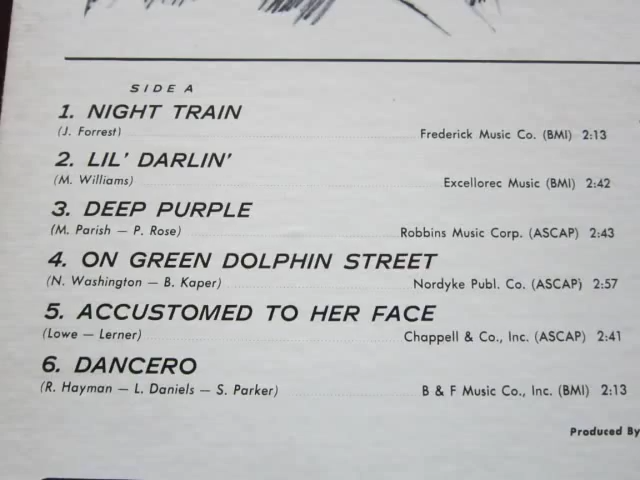 SIDE A
1. NIGHT TRAIN
(J. Forrest) Frederick Music Co. (BMI) 2:13
2. LIL' DARLIN'
(M. Williams) Excellorec Music (BMI) 2:42
3. DEEP PURPLE
(M. Parish — P. Rose) Robbins Music Corp. (ASCAP) 2:43
4. ON GREEN DOLPHIN STREET
(N. Washington — B. Kaper) Nordyke Publ. Co. (ASCAP) 2:57
5. ACCUSTOMED TO HER FACE
(Lowe — Lerner) Chappell & Co., Inc. (ASCAP) 2:41
6. DANCERO
(R. Hayman — L. Daniels — S. Parker) B & F Music Co., Inc. (BMI) 2:13
Produced By